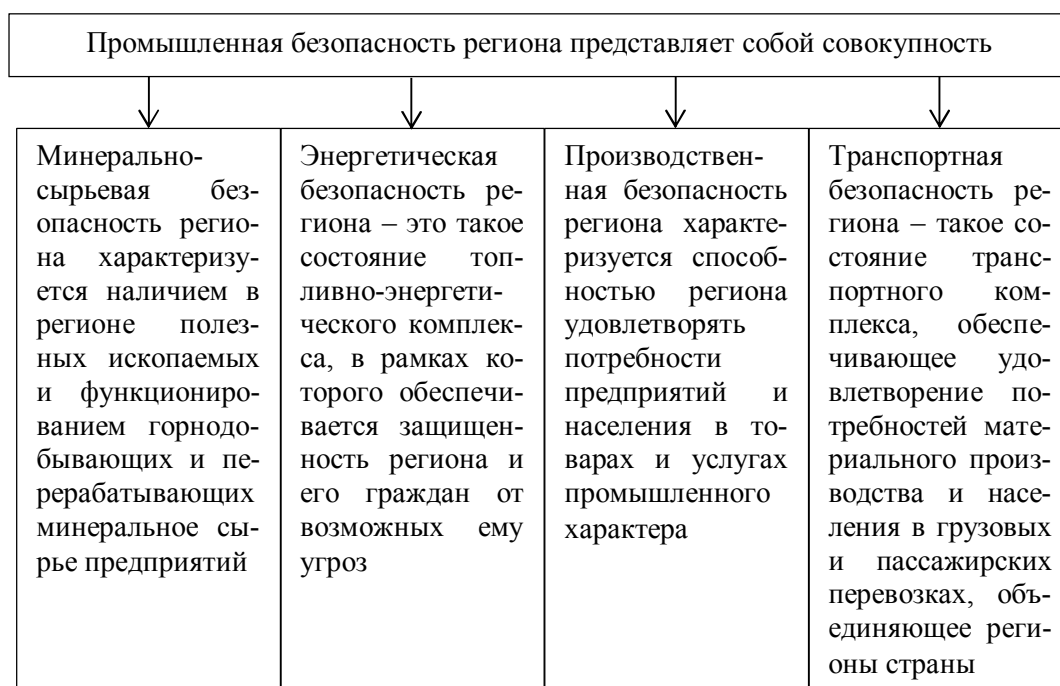 Промышленная безопасность региона представляет собой совокупность
Минерально-
сырьевая без-
опасность регио-
на характеризу-
ется наличием в
регионе полез-
ных ископаемых
и функциониро-
ванием горнодо-
бывающих и пе-
рерабатывающих
минеральное сы-
рье предприятий
Энергетическая
безопасность ре-
гиона – это такое
состояние топ-
ливно-энергети-
ческого комплек-
са, в рамках ко-
торого обеспечи-
вается защищен-
ность региона и
его граждан от
возможных ему
угроз
Производствен-
ная безопасность
региона характе-
ризуется способ-
ностью региона
удовлетворять
потребности
предприятий и
населения в то-
варах и услугах
промышленного
характера
Транспортная
безопасность ре-
гиона – такое со-
стояние транс-
портного ком-
плекса, обеспе-
чивающее удо-
влетворение по-
требностей мате-
риального произ-
водства и насе-
ления в грузовых
и пассажирских
перевозках, объ-
единяющее реги-
оны страны